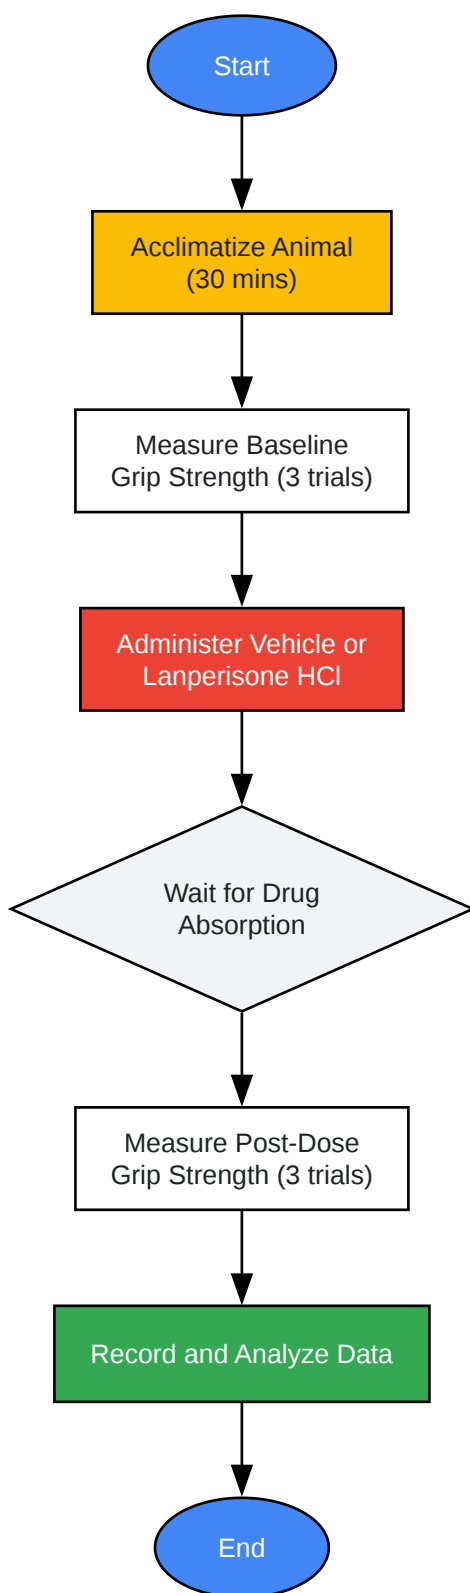 Start
Acclimatize Animal
(30 mins)
Measure Baseline
Grip Strength (3 trials)
Administer Vehicle or
Lanperisone HCl
Wait for Drug
Absorption
Measure Post-Dose
Grip Strength (3 trials)
Record and Analyze Data
End